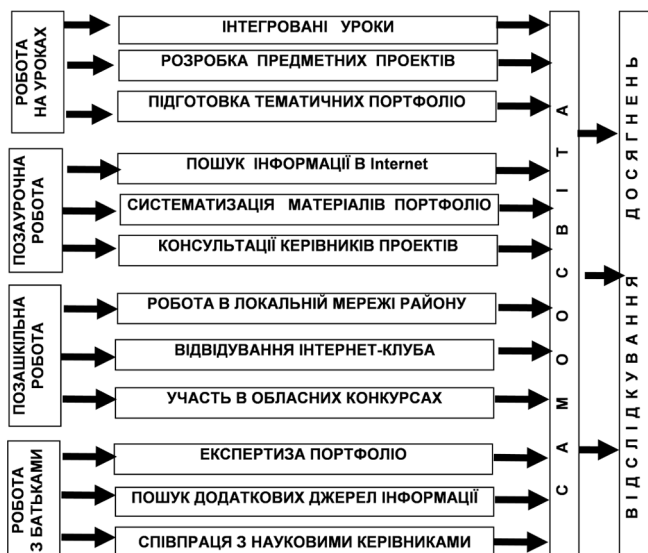 РОБОТА
НА УРОКАХ
ІНТЕГРОВАНІ УРОКИ
РОЗРОБКА ПРЕДМЕТНИХ ПРОЕКТІВ
ПІДГОТОВКА ТЕМАТИЧНИХ ПОРТФОЛІО
ПОЗАУРОЧНА
РОБОТА
ПОШУК ІНФОРМАЦІЇ В Internet
СИСТЕМАТИЗАЦІЯ МАТЕРІАЛІВ ПОРТФОЛІО
КОНСУЛЬТАЦІЇ КЕРІВНИКІВ ПРОЕКТІВ
ПОЗАШКІЛЬНА
РОБОТА
РОБОТА В ЛОКАЛЬНІЙ МЕРЕЖІ РАЙОНУ
ВІДВІДУВАННЯ ІНТЕРНЕТ-КЛУБА
УЧАСТЬ В ОБЛАСНИХ КОНКУРСАХ
РОБОТА
З БАТЬКАМИ
ЕКСПЕРТИЗА ПОРТФОЛІО
ПОШУК ДОДАТКОВИХ ДЖЕРЕЛ ІНФОРМАЦІЇ
СПІВПРАЦЯ З НАУКОВИМИ КЕРІВНИКАМИ
САМООСВІТА
ВІДСЛІДКУВАННЯ ДОСЯГНЕНЬ